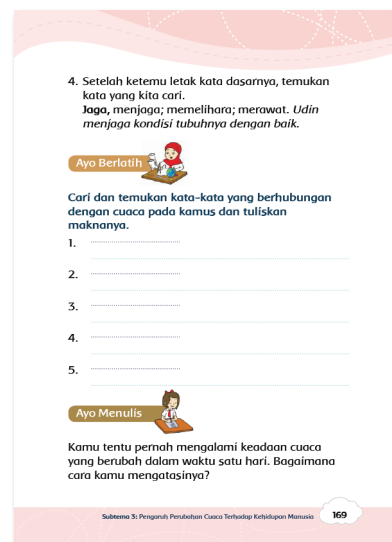 4. Setelah ketemu letak kata dasarnya, temukan
kata yang kita cari.
Jaga, menjaga; memelihara; merawat. Udin
menjaga kondisi tubuhnya dengan baik.
Ayo Berlatih
Cari dan temukan kata-kata yang berhubungan
dengan cuaca pada kamus dan tuliskan
maknanya.
1.
2.
3.
4.
5.
Ayo Menulis
Kamu tentu pernah mengalami keadaan cuaca
yang berubah dalam waktu satu hari. Bagaimana
cara kamu mengatasinya?
Subtema 3: Pengaruh Perubahan Cuaca Terhadap Kehidupan Manusia 169